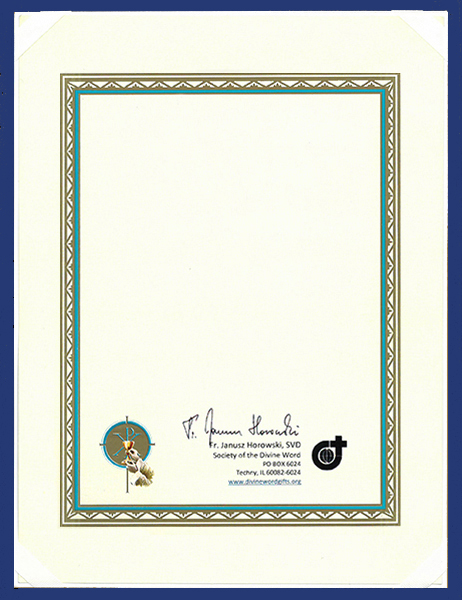 Fr. Janusz Horowski
Fr. Janusz Horowski, SVD
Society of the Divine Word
PO BOX 6024
Techny, IL 60082-6024
www.divinewordgifts.org